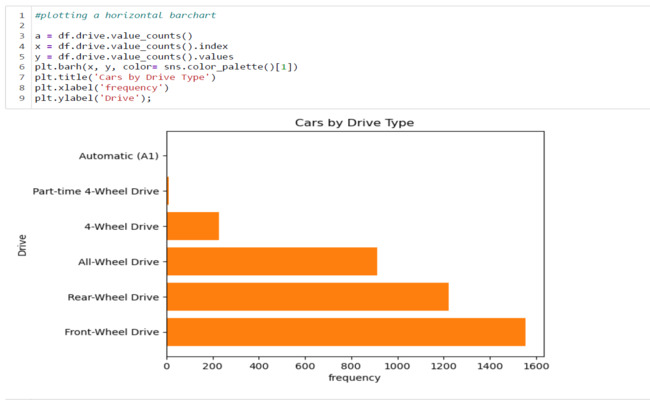 1 #plotting a horizontal barchart
2
3 a = df.drive.value_counts()
4 x = df.drive.value_counts().index
5 y = df.drive.value_counts().values
6 plt.barh(x, y, color= sns.color_palette()[1])
7 plt.title('Cars by Drive Type')
8 plt.xlabel('frequency')
9 plt.ylabel('Drive');
Cars by Drive Type
Automatic (A1)
Part-time 4-Wheel Drive
4-Wheel Drive
All-Wheel Drive
Rear-Wheel Drive
Front-Wheel Drive
Drive
0 200 400 600 800 1000 1200 1400 1600
frequency